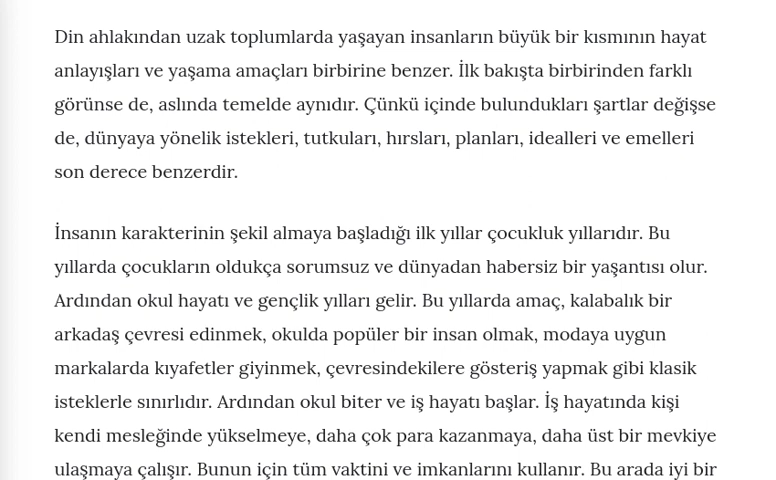 Din ahlakından uzak toplumlarda yaşayan insanların büyük bir kısmının hayat
anlayışları ve yaşama amaçları birbirine benzer. İlk bakışta birbirinden farklı
görünse de, aslında temelde aynıdır. Çünkü içinde bulundukları şartlar değişse
de, dünyaya yönelik istekleri, tutkuları, hırsları, planları, idealleri ve emelleri
son derece benzerdir.
İnsanın karakterinin şekil almaya başladığı ilk yıllar çocukluk yıllarıdır. Bu
yıllarda çocukların oldukça sorumsuz ve dünyadan habersiz bir yaşantısı olur.
Ardından okul hayatı ve gençlik yılları gelir. Bu yıllarda amaç, kalabalık bir
arkadaş çevresi edinmek, okulda popüler bir insan olmak, modaya uygun
markalarda kıyafetler giyinmek, çevresindekilere gösteriş yapmak gibi klasik
isteklerle sınırlıdır. Ardından okul biter ve iş hayatı başlar. İş hayatında kişi
kendi mesleğinde yükselmeye, daha çok para kazanmaya, daha üst bir mevkiye
ulaşmaya çalışır. Bunun için tüm vaktini ve imkanlarını kullanır. Bu arada iyi bir